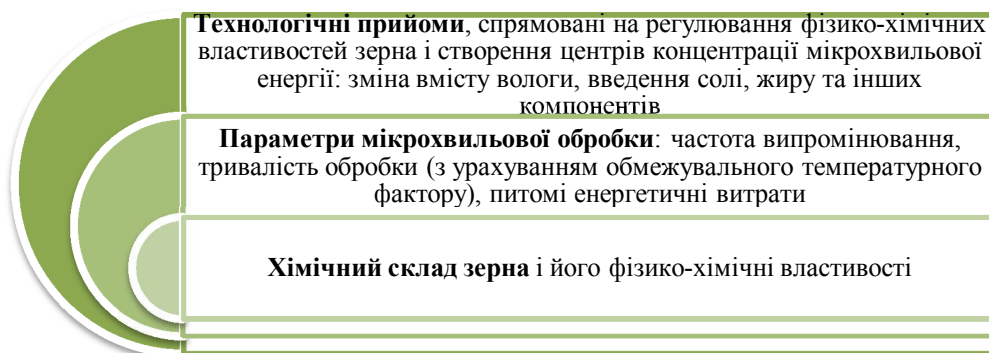 Технологічні прийоми, спрямовані на регулювання фізико-хімічних
властивостей зерна і створення центрів концентрації мікрохвильової
енергії: зміна вмісту вологи, введення солі, жиру та інших
компонентів
Параметри мікрохвильової обробки: частота випромінювання,
тривалість обробки (з урахуванням обмежувального температурного
фактору), питомі енергетичні витрати
Хімічний склад зерна і його фізико-хімічні властивості